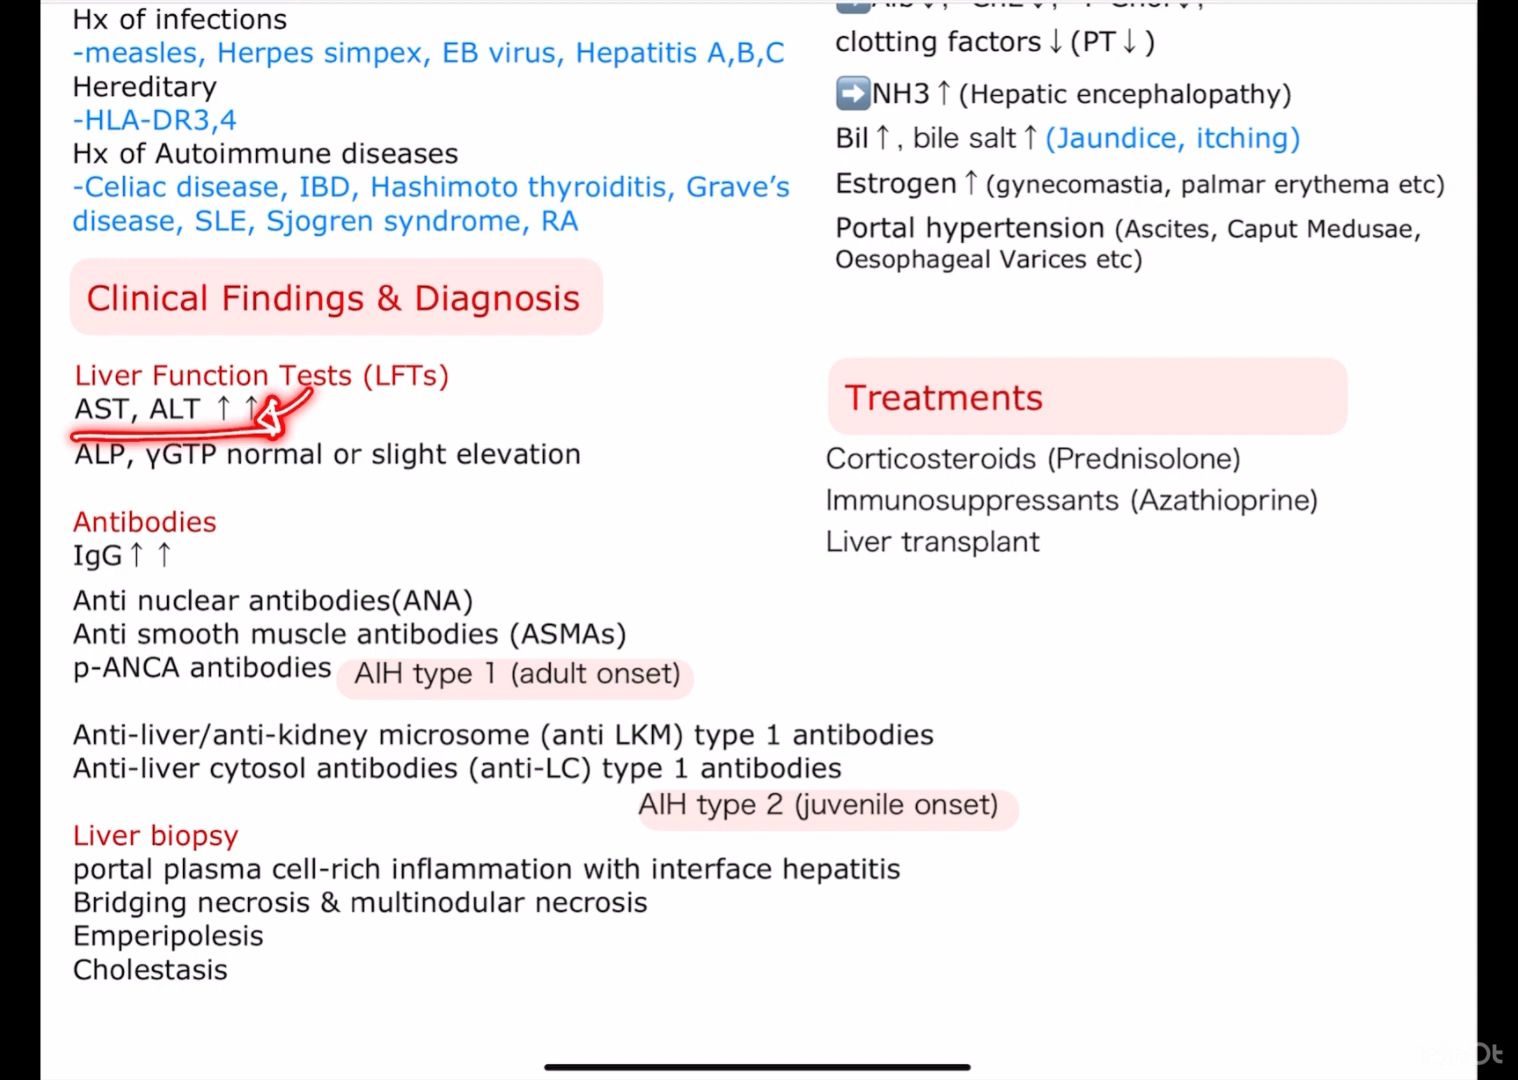 Hx of infections
-measles, Herpes simpex, EB virus, Hepatitis A,B,C
Hereditary
-HLA-DR3,4
Hx of Autoimmune diseases
-Celiac disease, IBD, Hashimoto thyroiditis, Grave’s
disease, SLE, Sjogren syndrome, RA
Clinical Findings & Diagnosis
Liver Function Tests (LFTs)
AST, ALT ↑ ↑
ALP, γGTP normal or slight elevation
Antibodies
IgG↑ ↑
Anti nuclear antibodies(ANA)
Anti smooth muscle antibodies (ASMAs)
p-ANCA antibodies
AIH type 1 (adult onset)
Anti-liver/anti-kidney microsome (anti LKM) type 1 antibodies
Anti-liver cytosol antibodies (anti-LC) type 1 antibodies
AIH type 2 (juvenile onset)
Liver biopsy
portal plasma cell-rich inflammation with interface hepatitis
Bridging necrosis & multinodular necrosis
Emperipolesis
Cholestasis
clotting factors↓(PT↓)
➡NH3↑(Hepatic encephalopathy)
Bil↑, bile salt↑(Jaundice, itching)
Estrogen↑(gynecomastia, palmar erythema etc)
Portal hypertension (Ascites, Caput Medusae,
Oesophageal Varices etc)
Treatments
Corticosteroids (Prednisolone)
Immunosuppressants (Azathioprine)
Liver transplant